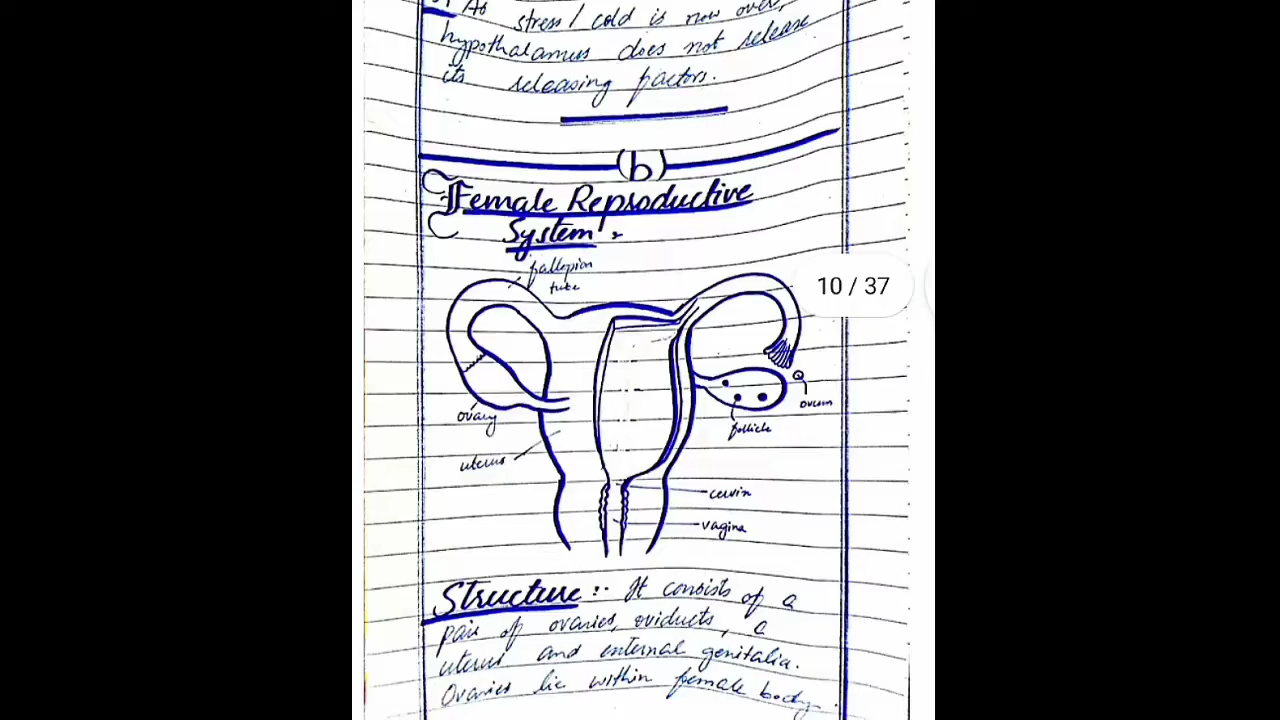 As stress / cold is now over,
hypothalamus does not release
its releasing factors.
(b)
Female Reproductive
System :
fallopian
tube
10 / 37
ovary
ovum
follicle
uterus
cervix
vagina
Structure :- It consists of a
pair of ovaries, oviducts, a
uterus and external genitalia.
Ovaries lie within female body.